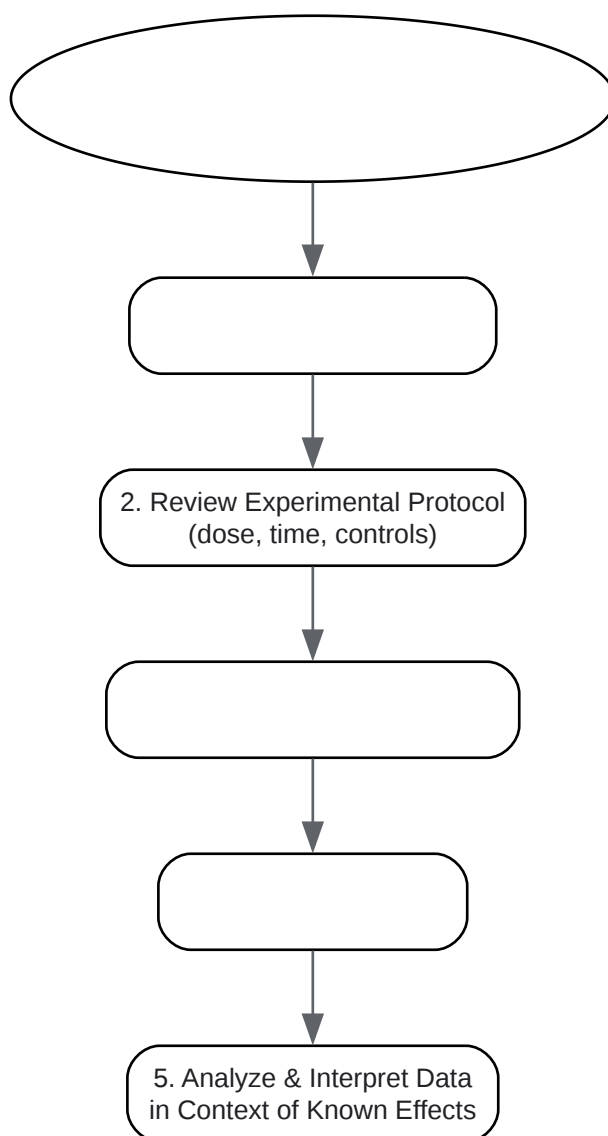 2. Review Experimental Protocol
(dose, time, controls)
5. Analyze & Interpret Data
in Context of Known Effects